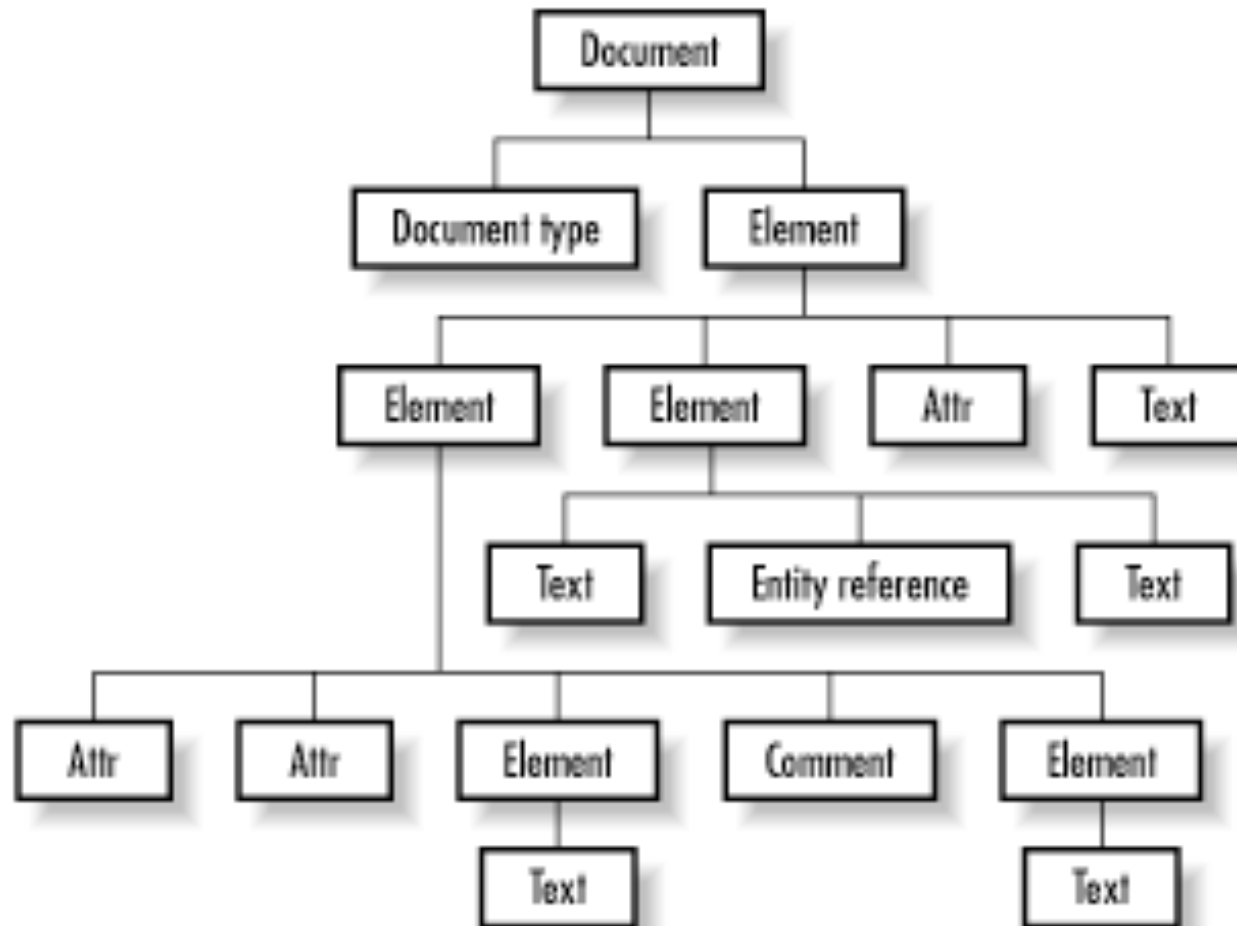 Document
Document type
Element
Element
Element
Attr
Text
Text
Entity reference
Text
Attr
Attr
Element
Comment
Element
Text
Text